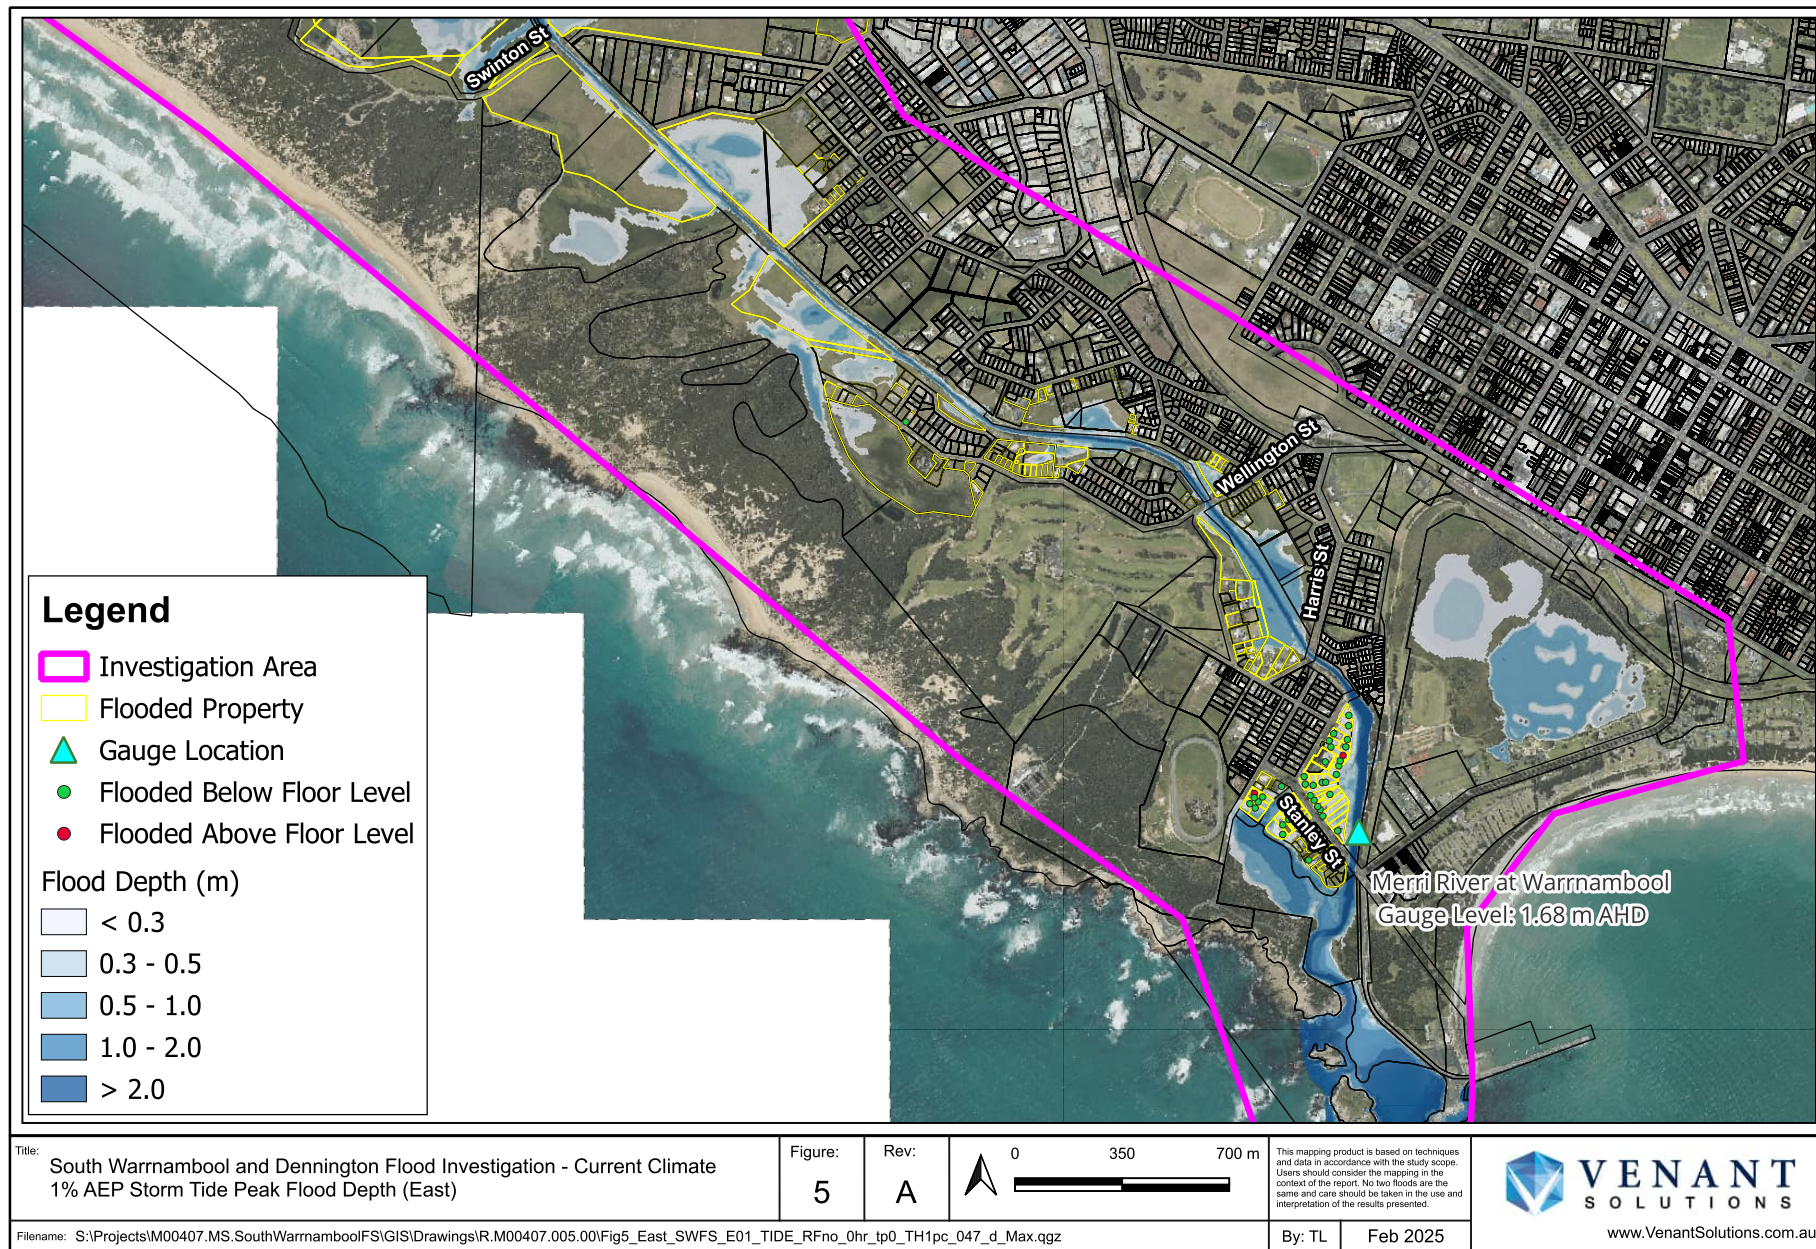 Swinton St
Wellington St
Harris St
Stanley St
Merri River at Warrnambool
Gauge Level: 1.68 m AHD
Legend
Investigation Area
Flooded Property
Gauge Location
Flooded Below Floor Level
Flooded Above Floor Level
Flood Depth (m)
< 0.3
0.3 - 0.5
0.5 - 1.0
1.0 - 2.0
> 2.0
Title:
South Warrnambool and Dennington Flood Investigation - Current Climate
1% AEP Storm Tide Peak Flood Depth (East)
Figure:
5
Rev:
A
0 350 700 m
This mapping product is based on techniques
and data in accordance with the study scope.
Users should consider the mapping in the
context of the report. No two floods are the
same and care should be taken in the use and
interpretation of the results presented.
VENANT
SOLUTIONS
www.VenantSolutions.com.au
Filename: S:\Projects\M00407.MS.SouthWarrnamboolFS\GIS\Drawings\R.M00407.005.00\Fig5_East_SWFS_E01_TIDE_RFno_0hr_tp0_TH1pc_047_d_Max.qgz
By: TL
Feb 2025